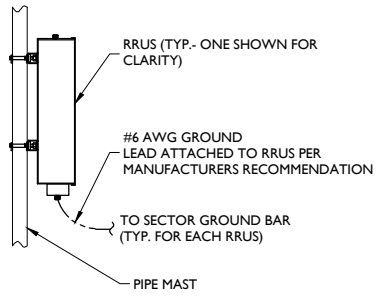 RRUS (TYP.- ONE SHOWN FOR
CLARITY)
#6 AWG GROUND
LEAD ATTACHED TO RRUS PER
MANUFACTURERS RECOMMENDATION
TO SECTOR GROUND BAR
(TYP. FOR EACH RRUS)
PIPE MAST